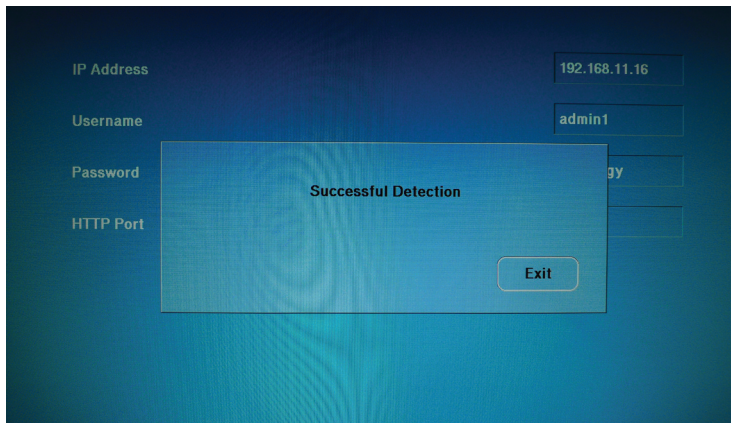 IP Address 192.168.11.16
Username admin1
Password gy
Successful Detection
HTTP Port
Exit